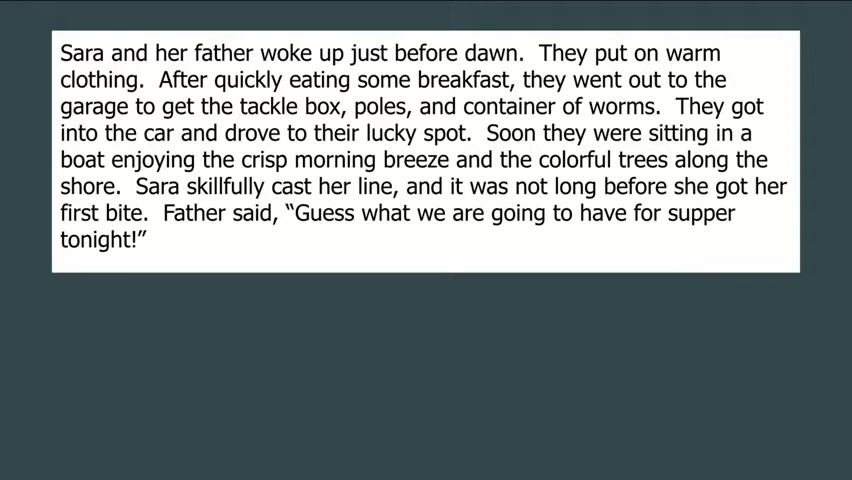 Sara and her father woke up just before dawn.  They put on warm
clothing.  After quickly eating some breakfast, they went out to the
garage to get the tackle box, poles, and container of worms.  They got
into the car and drove to their lucky spot.  Soon they were sitting in a
boat enjoying the crisp morning breeze and the colorful trees along the
shore.  Sara skillfully cast her line, and it was not long before she got her
first bite.  Father said, “Guess what we are going to have for supper
tonight!”